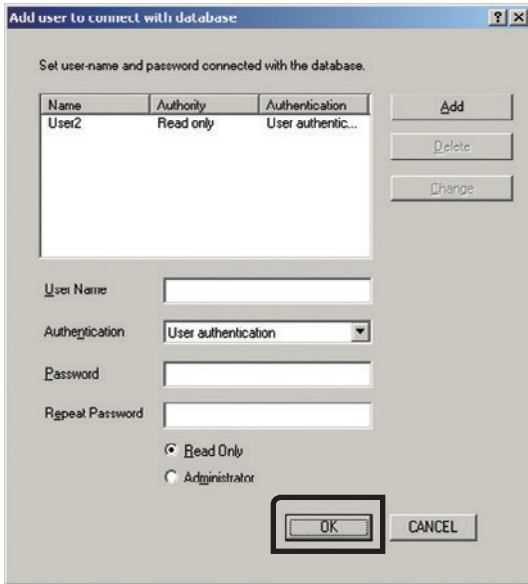 Add user to connect with database
Set user-name and password connected with the database.
Name Authority Authentication
User2 Read only User authentic...
Add
Delete
Change
User Name
Authentication User authentication
Password
Repeat Password
Read Only
Administrator
OK CANCEL